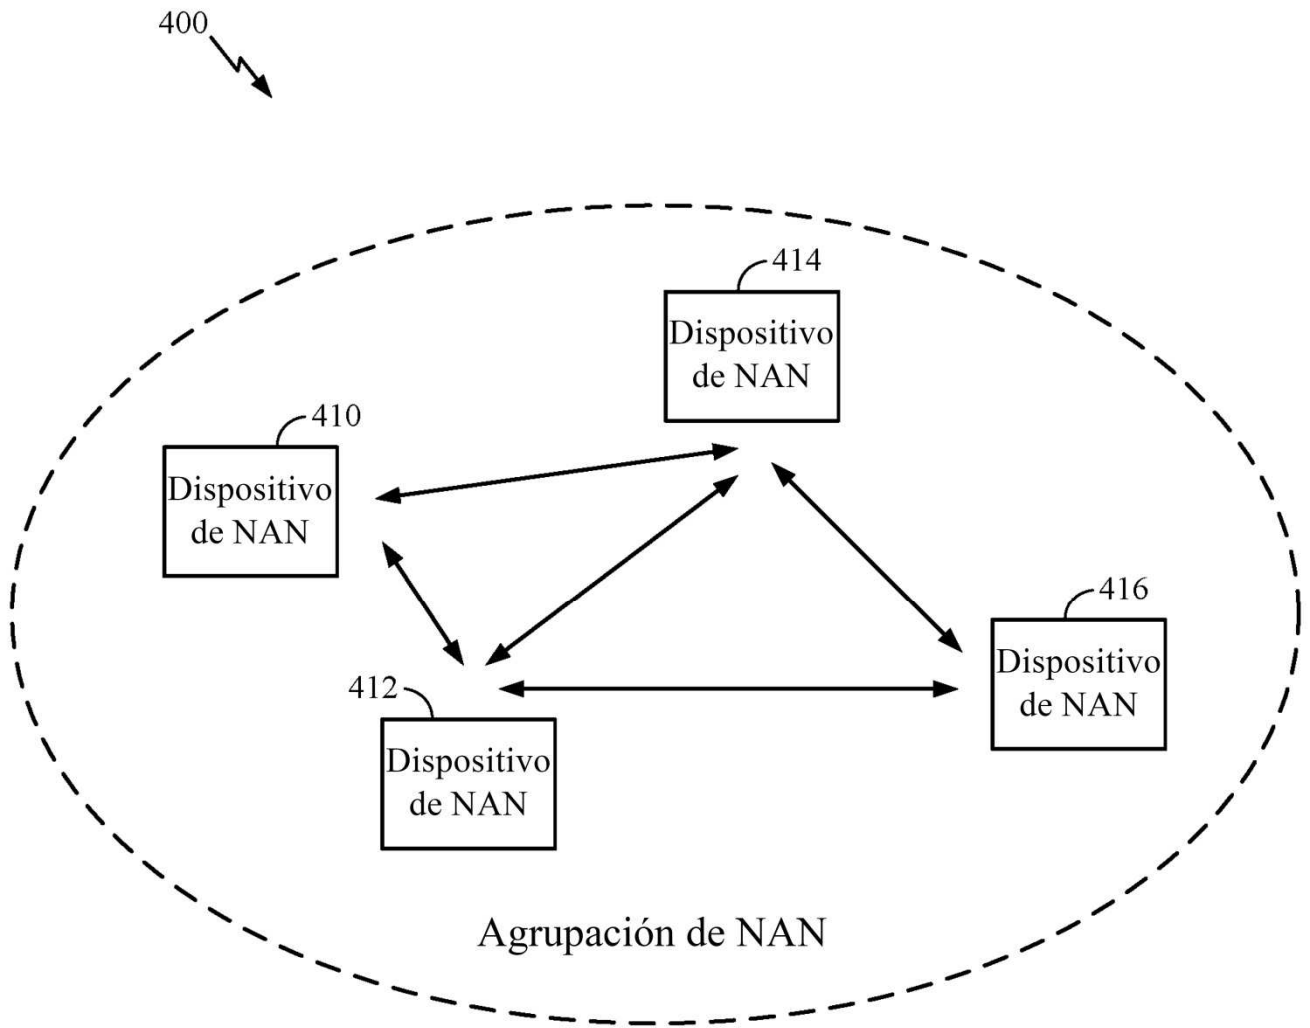 400
414
Dispositivo
de NAN
410
Dispositivo
de NAN
416
Dispositivo
de NAN
412
Dispositivo
de NAN
Agrupación de NAN